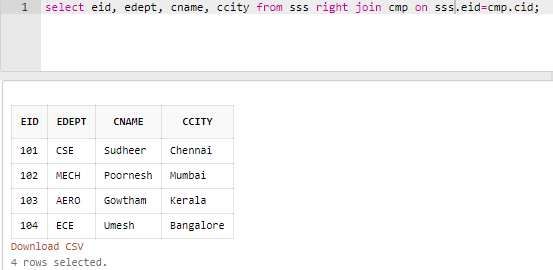 1 select eid, edept, cname, ccity from sss right join cmp on sss.eid=cmp.cid;
EID EDEPT CNAME CCITY
101 CSE Sudheer Chennai
102 MECH Poornesh Mumbai
103 AERO Gowtham Kerala
104 ECE Umesh Bangalore
Download CSV
4 rows selected.